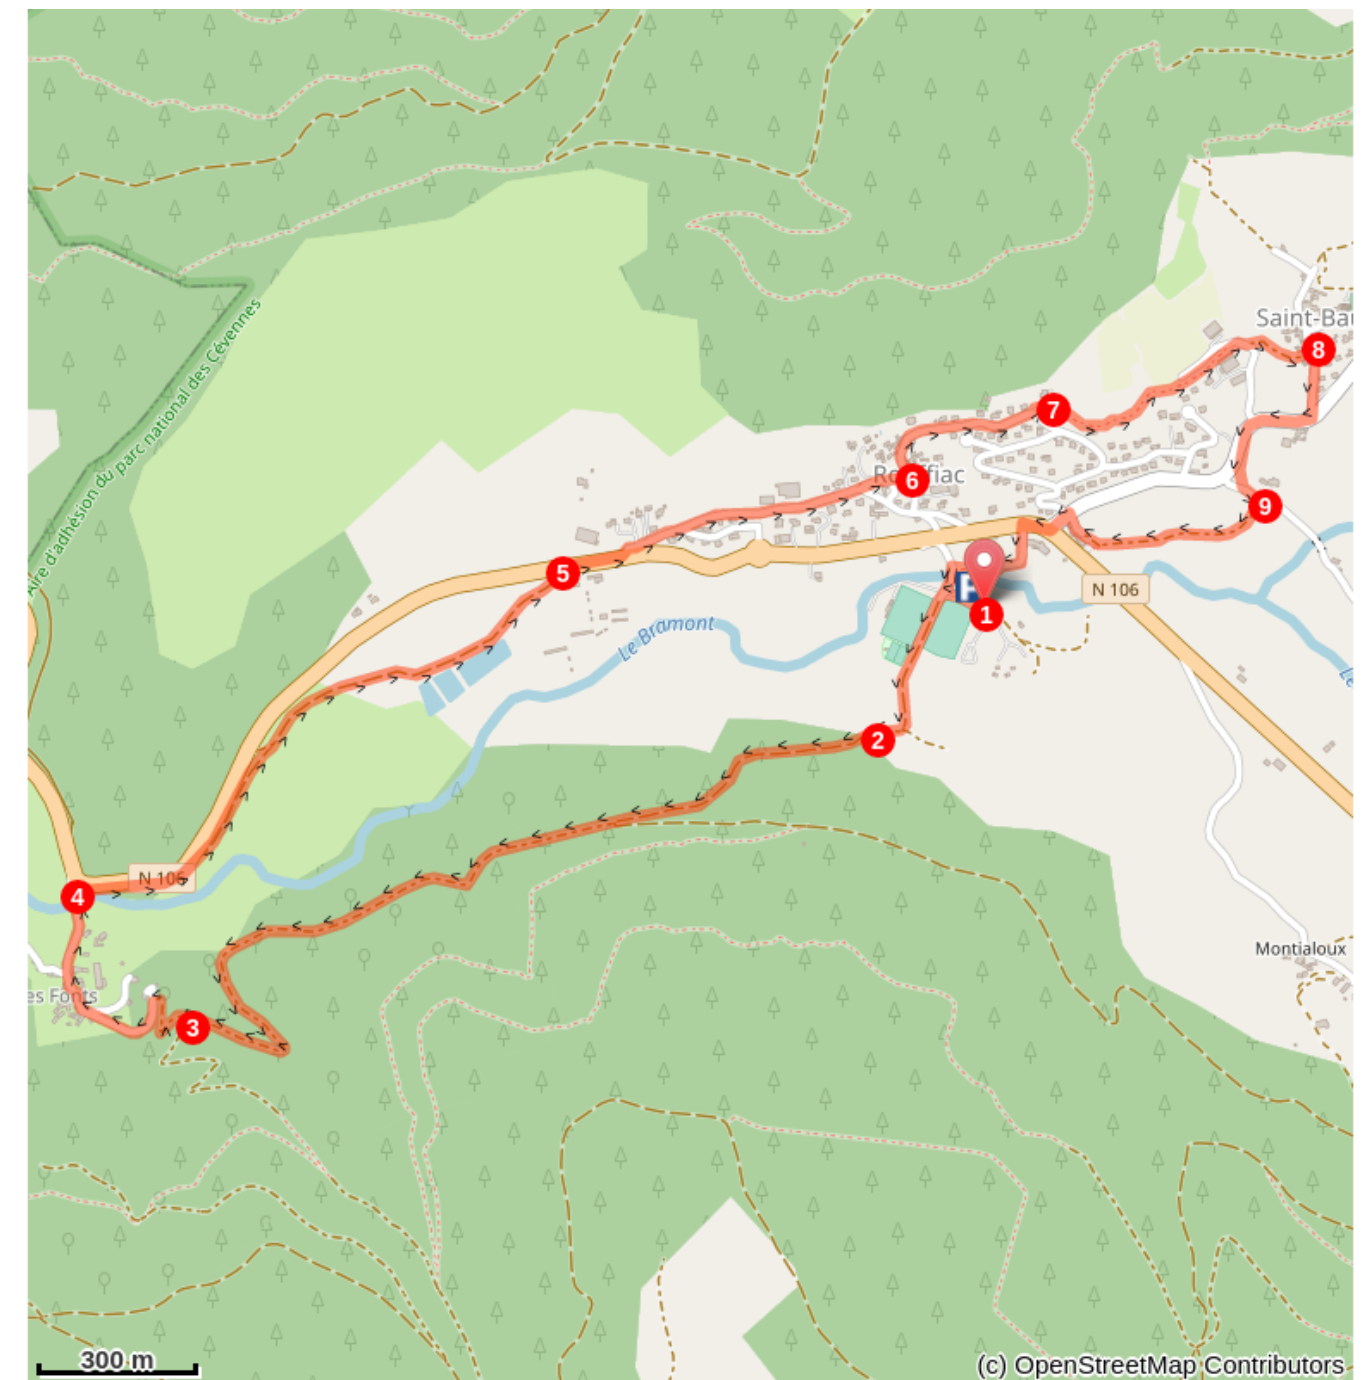 Aire d'adhésion du parc national des Cévennes
Saint-Bau
8
7
6
9
5
N 106
P
1
Le Bramont
2
N 106
4
Montialoux
es Fonts
3
300 m
(c) OpenStreetMap Contributors